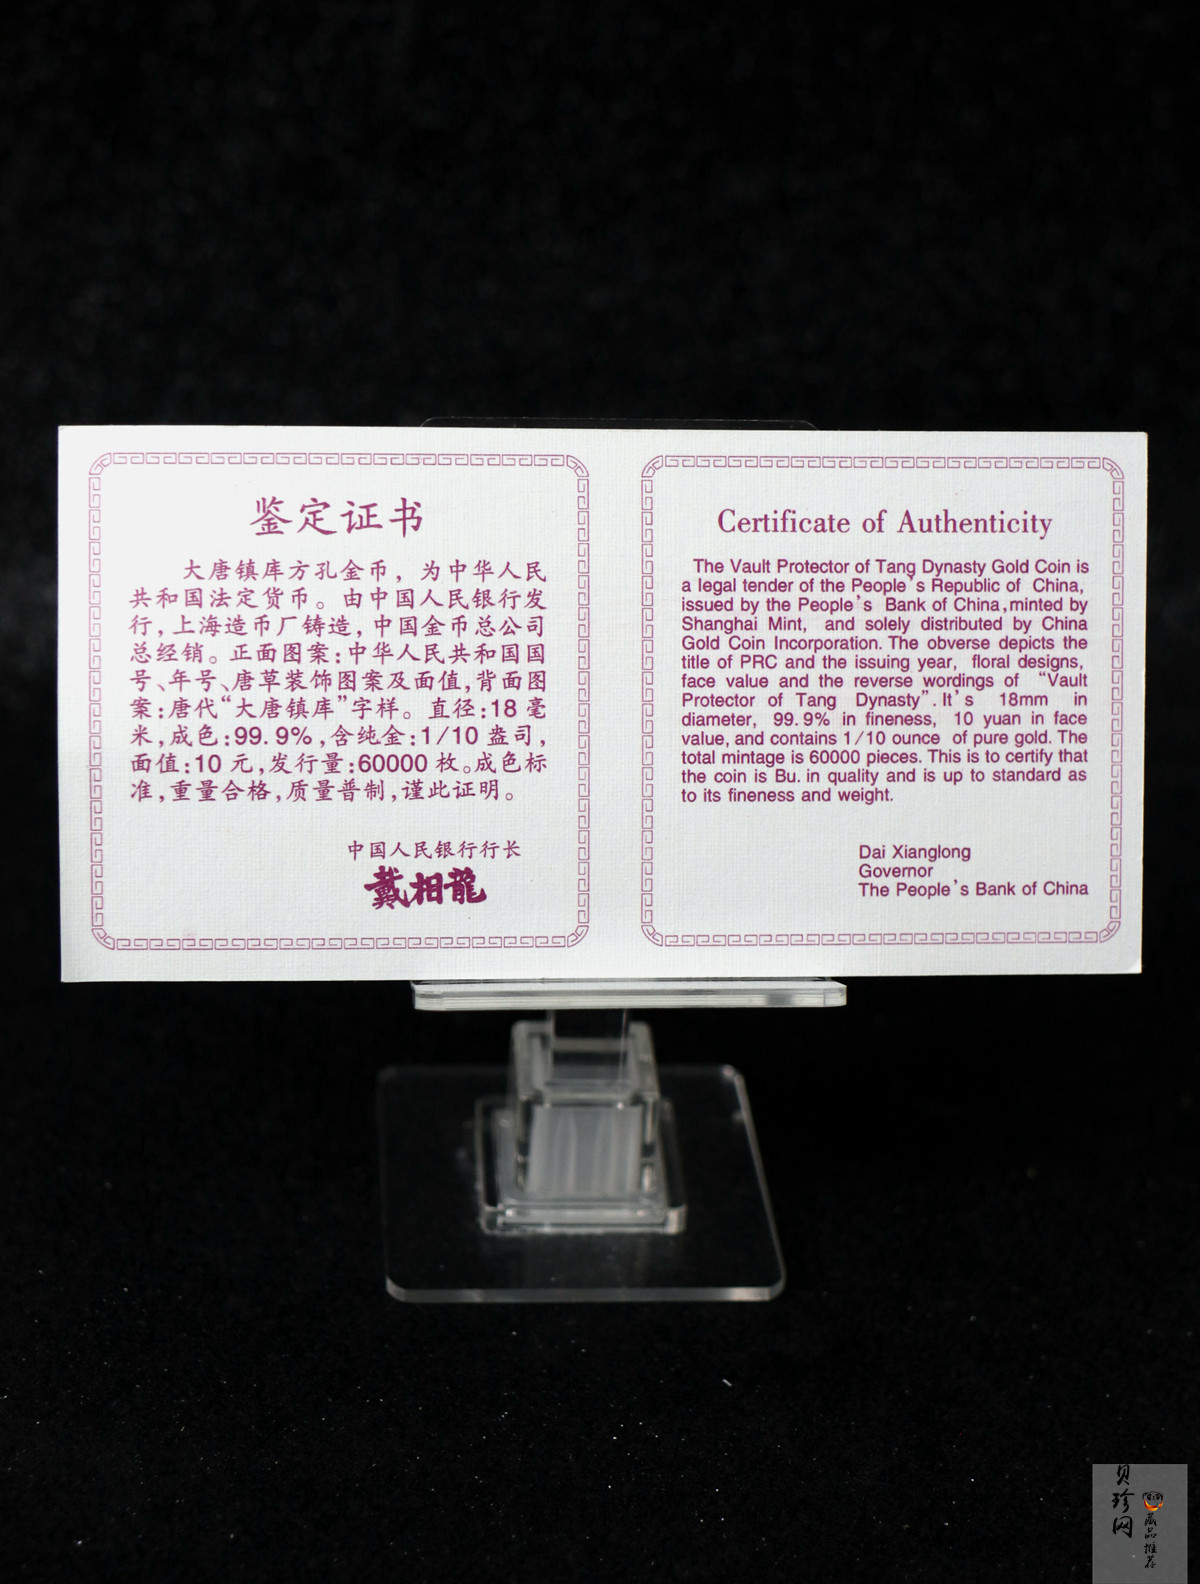 鉴定证书
大唐镇库方孔金币，为中华人民
共和国法定货币。由中国人民银行发
行，上海造币厂铸造，中国金币总公司
总经销。正面图案：中华人民共和国国
号、年号、唐草装饰图案及面值，背面图
案：唐代“大唐镇库”字样。直径：18毫
米，成色：99.9%，含纯金：1/10盎司，
面值：10元，发行量：60000枚。成色标
准，重量合格，质量普制，谨此证明。
中国人民银行行长
戴相龍
Certificate of Authenticity
The Vault Protector of Tang Dynasty Gold Coin is
a legal tender of the People's Republic of China,
issued by the People's Bank of China, minted by
Shanghai Mint, and solely distributed by China
Gold Coin Incorporation. The obverse depicts the
title of PRC and the issuing year, floral designs,
face value and the reverse wordings of “Vault
Protector of Tang Dynasty”. It's 18mm in
diameter, 99.9% in fineness, 10 yuan in face
value, and contains 1/10 ounce of pure gold. The
total mintage is 60000 pieces. This is to certify that
the coin is Bu. in quality and is up to standard as
to its fineness and weight.
Dai Xianglong
Governor
The People's Bank of China
贝珍网
藏品推荐